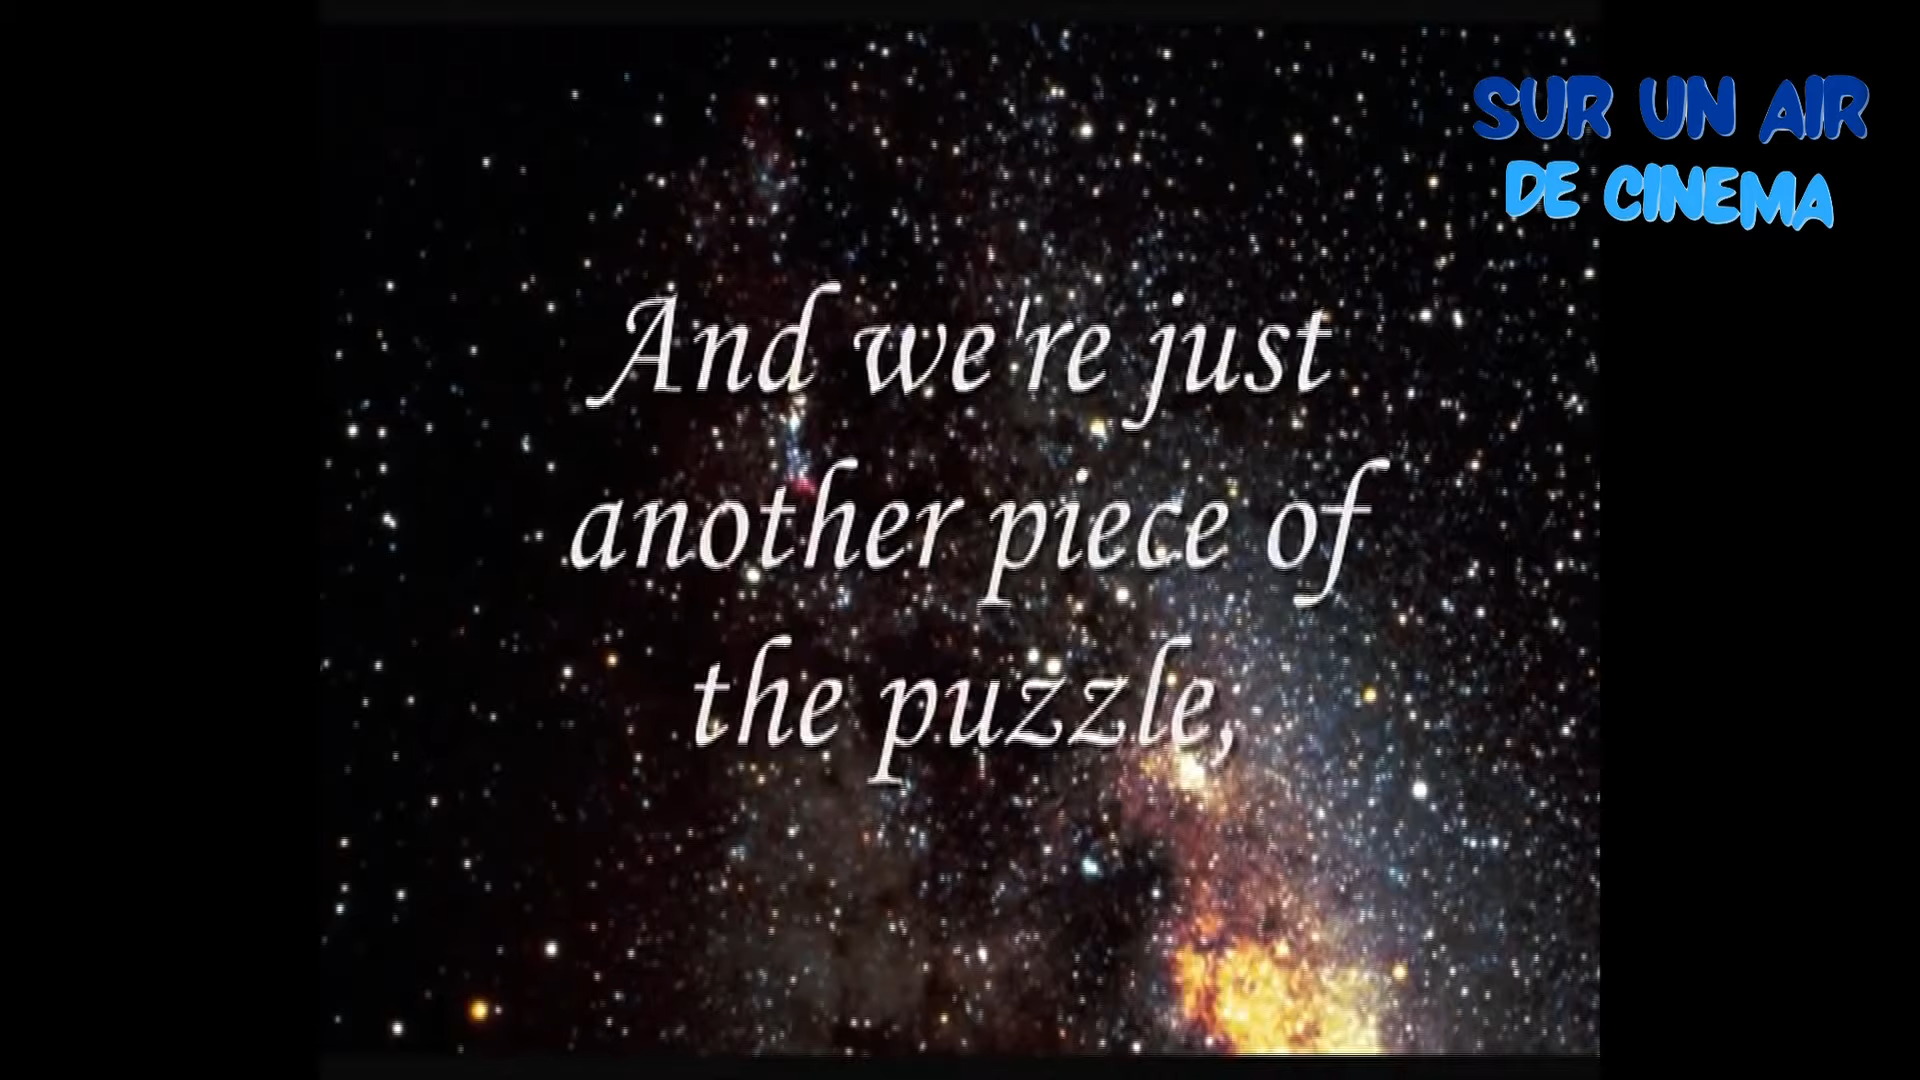 SUR UN AIR
DE CINEMA
And we're just
another piece of
the puzzle,